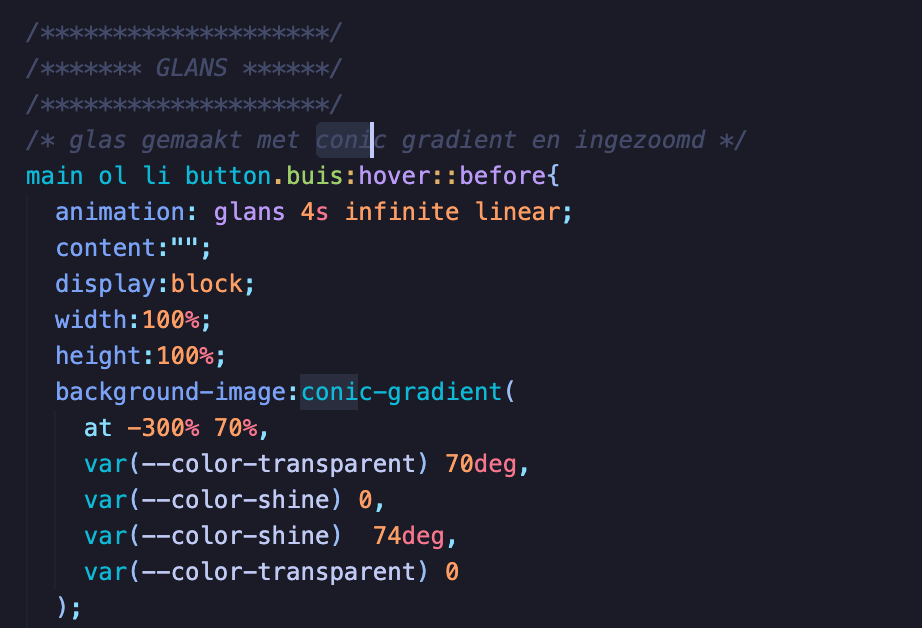 /********************/
/******* GLANS ******/
/********************/
/* glas gemaakt met conic gradient en ingezoomd */
main ol li button.buis:hover::before{
  animation: glans 4s infinite linear;
  content:"";
  display:block;
  width:100%;
  height:100%;
  background-image:conic-gradient(
    at -300% 70%,
    var(--color-transparent) 70deg,
    var(--color-shine) 0,
    var(--color-shine)  74deg,
    var(--color-transparent) 0
  );